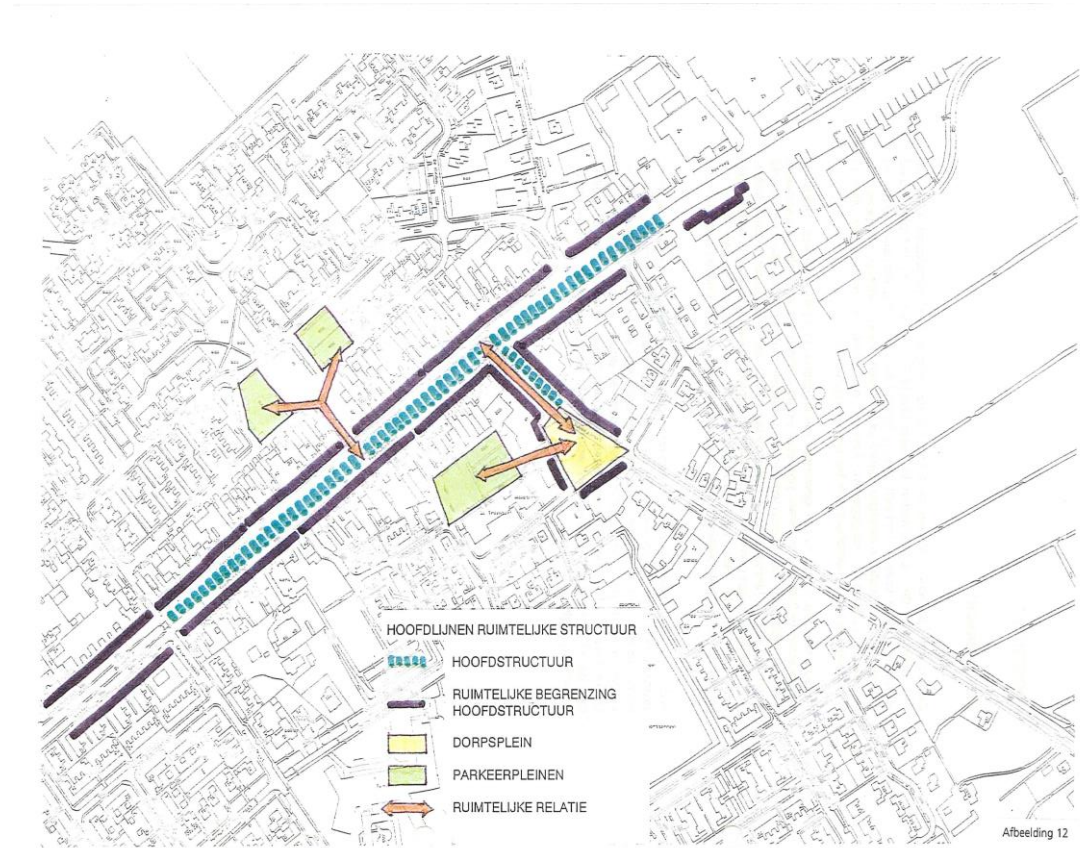 HOOFDLIJNEN RUIMTELIJKE STRUCTUUR
HOOFDSTRUCTUUR
RUIMTELIJKE BEGRENZING
HOOFDSTRUCTUUR
DORPSPLEIN
PARKEERPLEINEN
RUIMTELIJKE RELATIE
Afbeelding 12